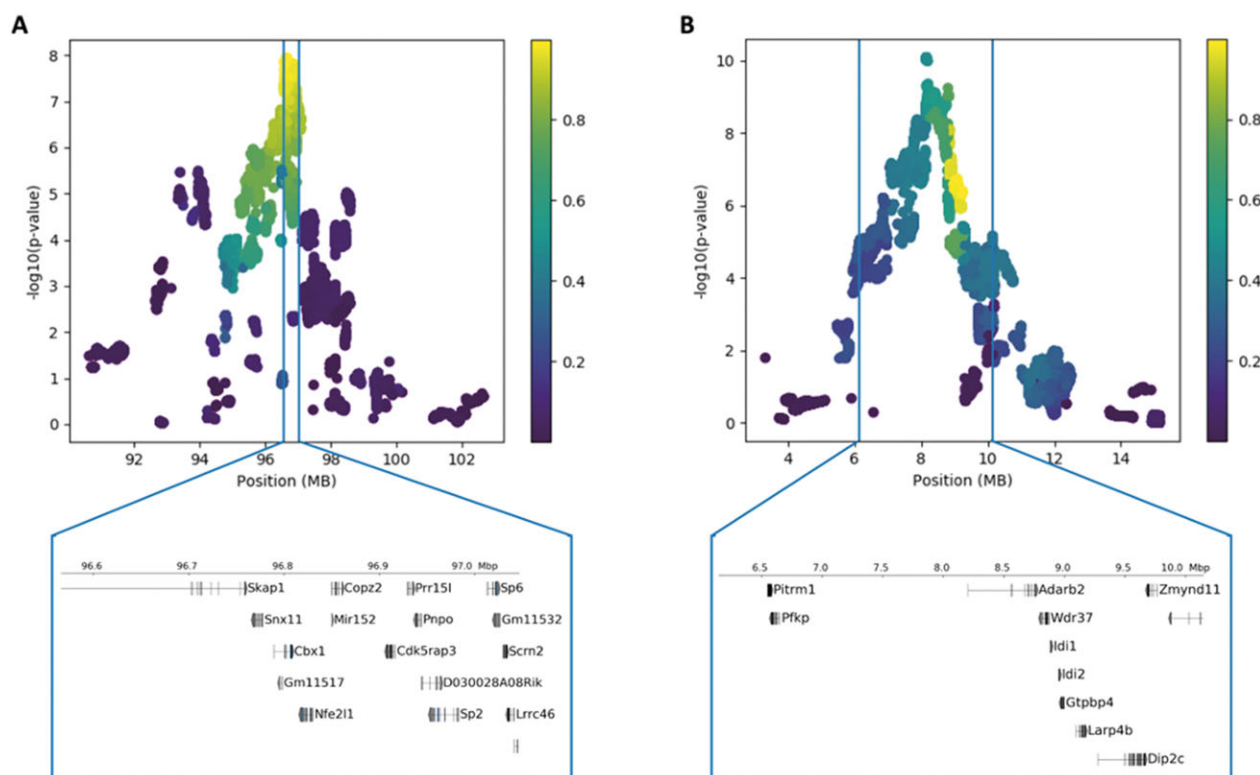 A
B
8
7
6
5
4
3
2
1
0
-log10(p-value)
92 94 96 98 100 102
Position (MB)
0.8
0.6
0.4
0.2
10
8
6
4
2
0
-log10(p-value)
4 6 8 10 12 14
Position (MB)
0.8
0.6
0.4
0.2
96.6 96.7 96.8 96.9 97.0 Mbp
Skap1 Copz2 Prr15l Sp6
Snx11 Mir152 Pnpo Gm11532
Cbx1 Cdk5rap3 Scrn2
Gm11517 D030028A08Rik
Nfe2l1 Sp2 Lrrc46
6.5 7.0 7.5 8.0 8.5 9.0 9.5 10.0 Mbp
Pitrm1 Adarb2 Zmynd11
Pfkp Wdr37
Idi1
Idi2
Gtpbp4
Larp4b
Dip2c